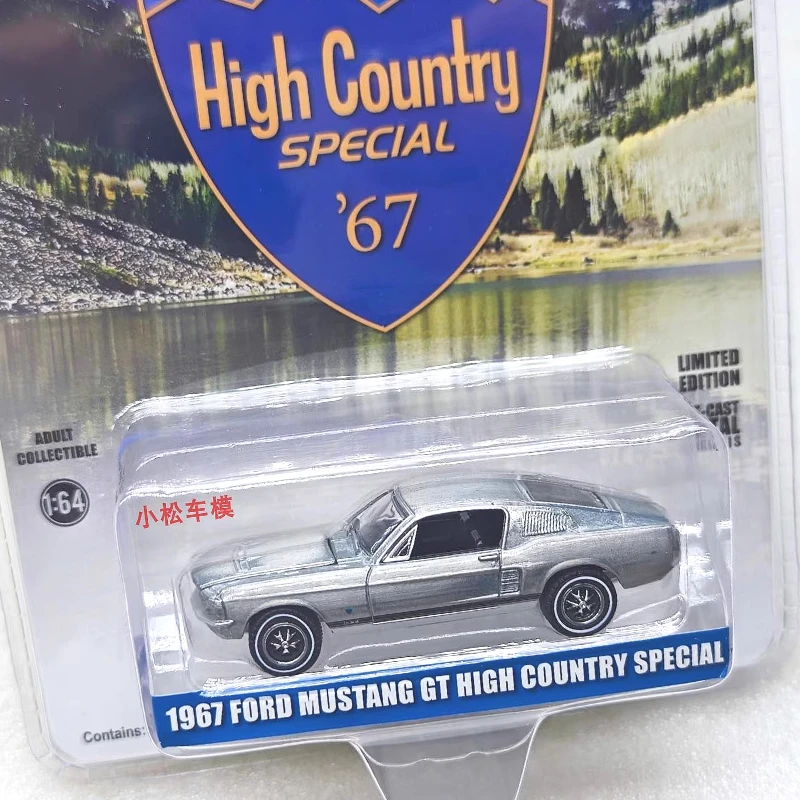 High Country
SPECIAL
'67
LIMITED
EDITION
ADULT
COLLECTIBLE
1:64
小松车模
1967 FORD MUSTANG GT HIGH COUNTRY SPECIAL
Contains: